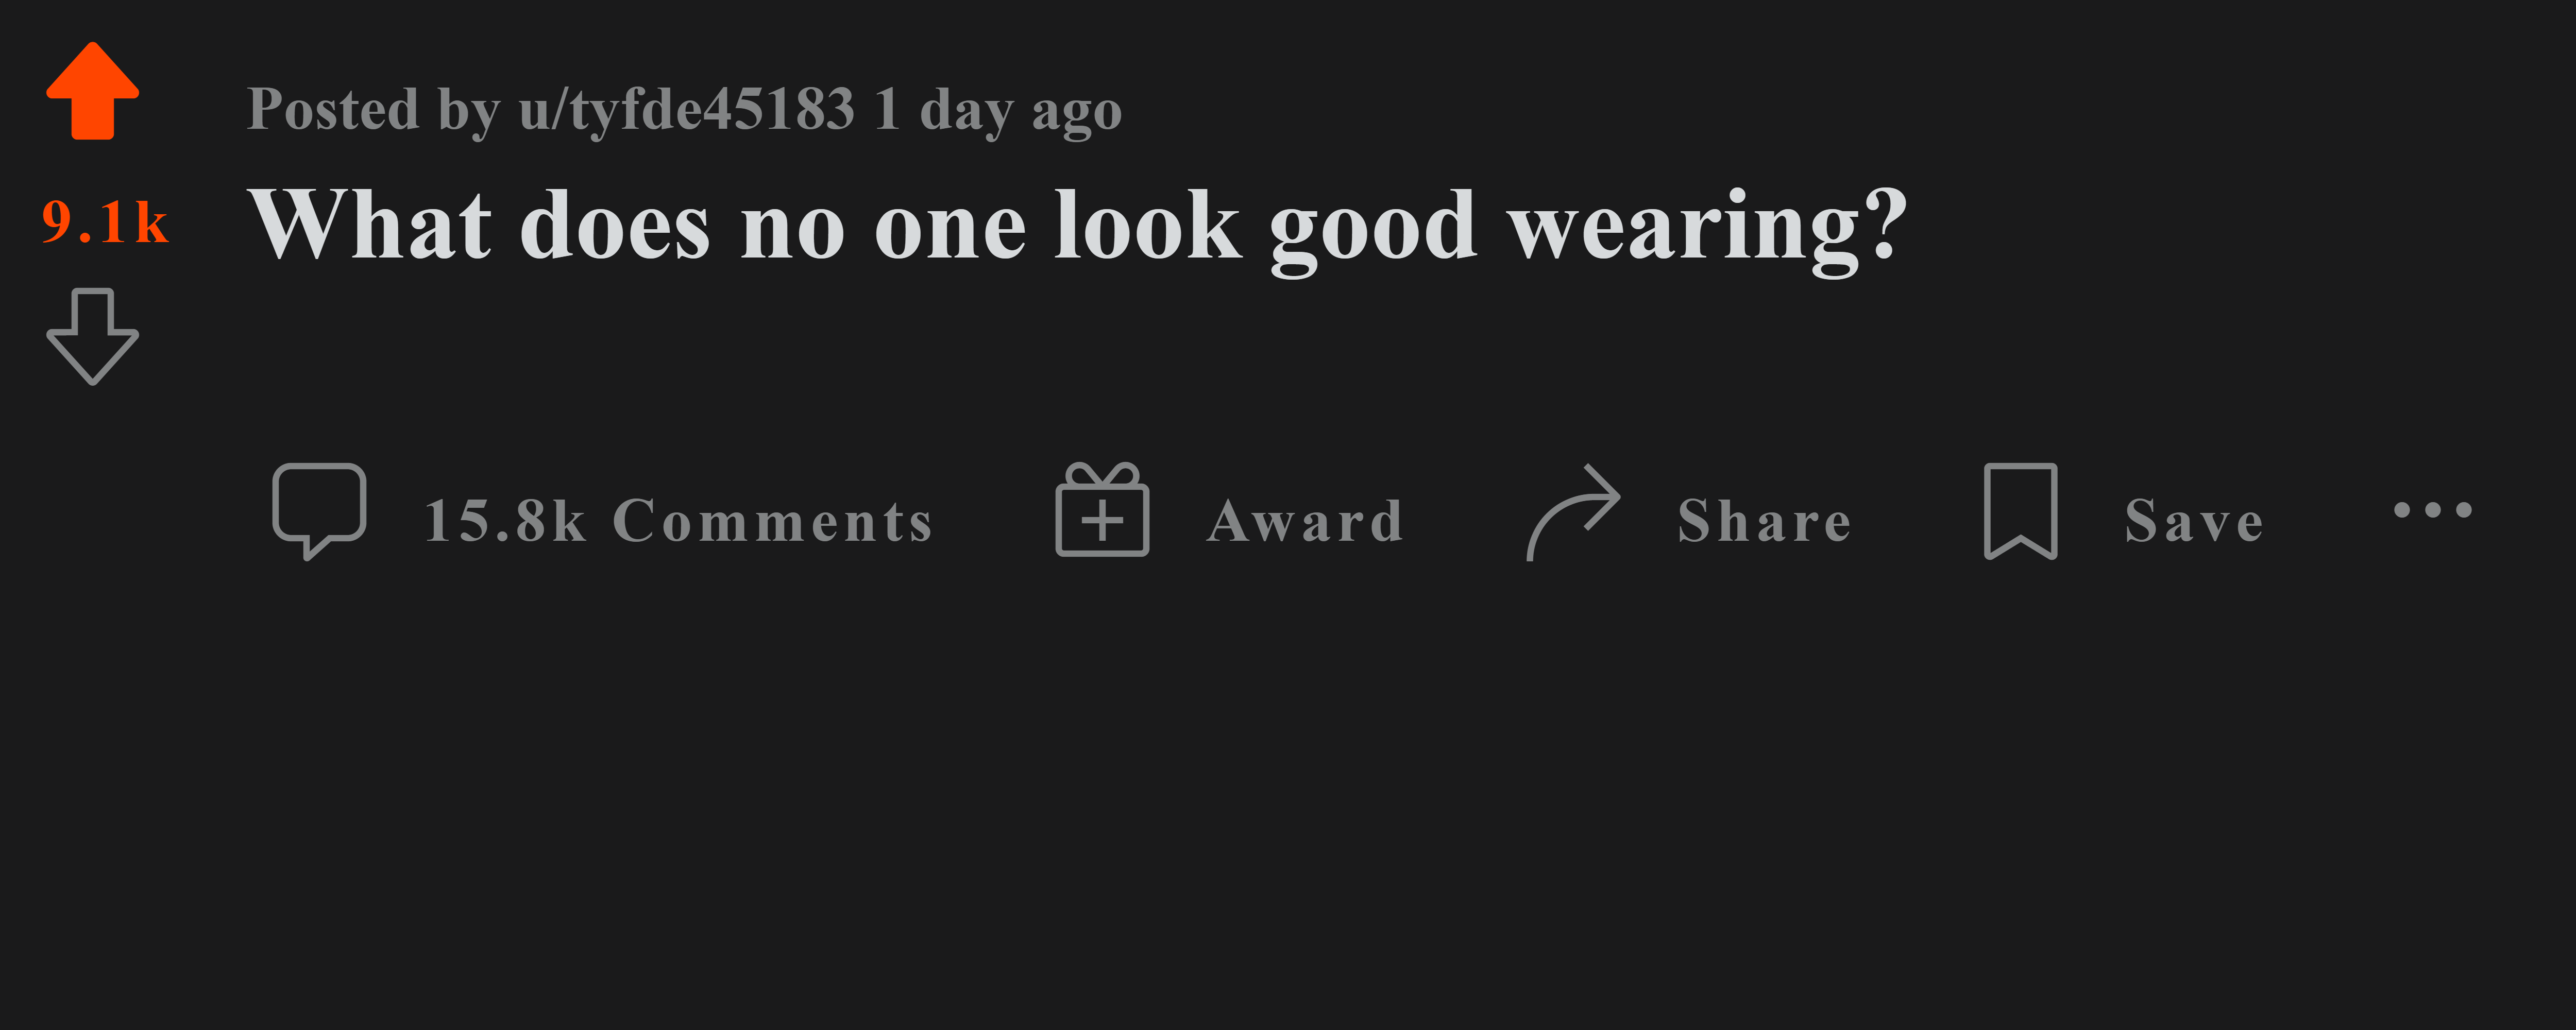 Posted by u/tyfde45183 1 day ago
9.1k
What does no one look good wearing?
15.8k Comments Award Share Save